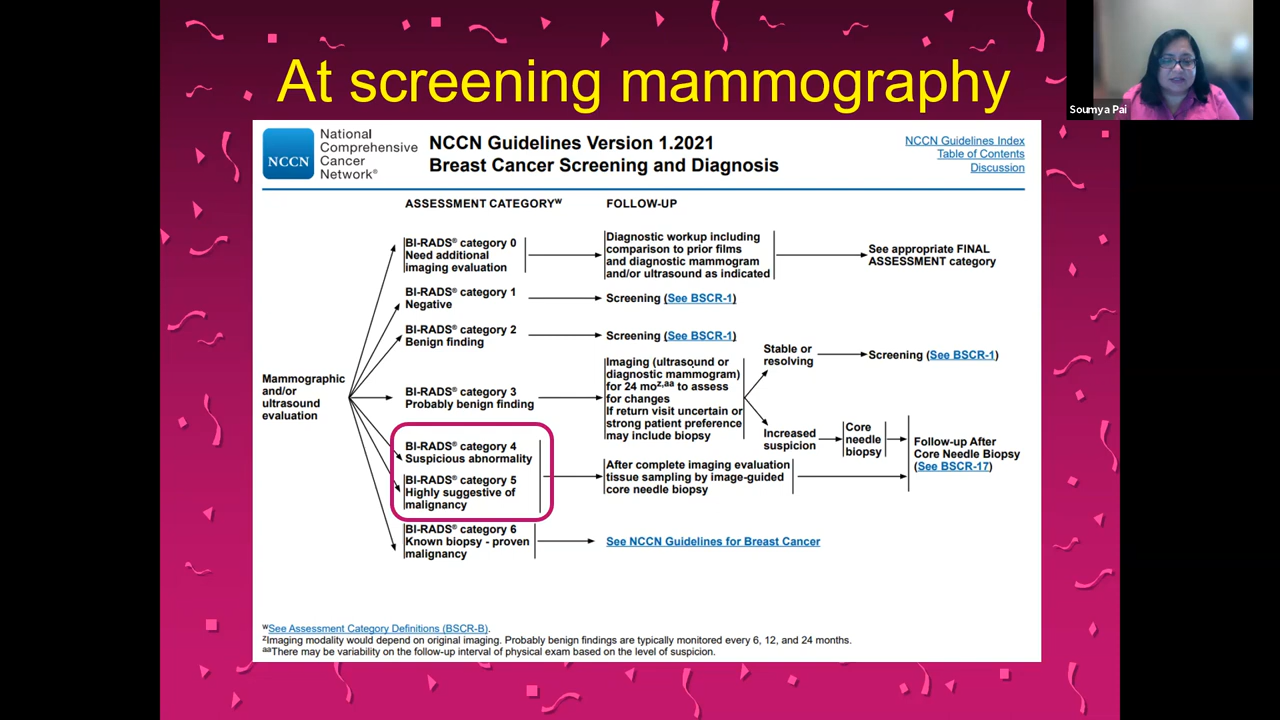 At screening mammography
Soumya Pai
NCCN
National
Comprehensive
Cancer
Network®
NCCN Guidelines Version 1.2021
Breast Cancer Screening and Diagnosis
NCCN Guidelines Index
Table of Contents
Discussion
ASSESSMENT CATEGORYʷ
FOLLOW-UP
Mammographic
and/or
ultrasound
evaluation
BI-RADS® category 0
Need additional
imaging evaluation
Diagnostic workup including
comparison to prior films
and diagnostic mammogram
and/or ultrasound as indicated
See appropriate FINAL
ASSESSMENT category
BI-RADS® category 1
Negative
Screening (See BSCR-1)
BI-RADS® category 2
Benign finding
Screening (See BSCR-1)
BI-RADS® category 3
Probably benign finding
Imaging (ultrasound or
diagnostic mammogram)
for 24 moᶻ,ᵃᵃ to assess
for changes
If return visit uncertain or
strong patient preference
may include biopsy
Stable or
resolving
Screening (See BSCR-1)
Increased
suspicion
Core
needle
biopsy
Follow-up After
Core Needle Biopsy
(See BSCR-17)
BI-RADS® category 4
Suspicious abnormality
BI-RADS® category 5
Highly suggestive of
malignancy
After complete imaging evaluation
tissue sampling by image-guided
core needle biopsy
BI-RADS® category 6
Known biopsy - proven
malignancy
See NCCN Guidelines for Breast Cancer
ʷSee Assessment Category Definitions (BSCR-B).
ᶻImaging modality would depend on original imaging. Probably benign findings are typically monitored every 6, 12, and 24 months.
ᵃᵃThere may be variability on the follow-up interval of physical exam based on the level of suspicion.